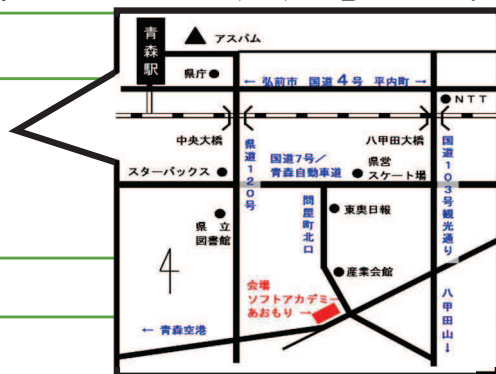 青森駅
アスパム
県庁
← 弘前市 国道4号 平内町 →
NTT
中央大橋
八甲田大橋
県道120号
国道7号/
青森自動車道
県営
スケート場
国道103号観光通り
スターバックス
問屋町北口
東奥日報
県 立
図書館
産業会館
会場
ソフトアカデミー
あおもり →
八甲田山↓
← 青森空港